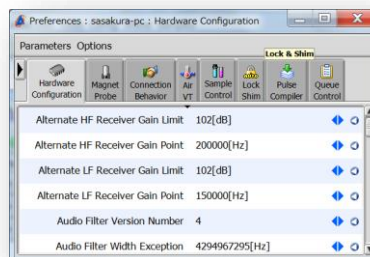 Preferences : sasakura-pc : Hardware Configuration
Parameters Options
Lock & Shim
Hardware Configuration
Magnet Probe
Connection Behavior
Air VT
Sample Control
Lock Shim
Pulse Compiler
Queue Control
Alternate HF Receiver Gain Limit 102[dB]
Alternate HF Receiver Gain Point 200000[Hz]
Alternate LF Receiver Gain Limit 102[dB]
Alternate LF Receiver Gain Point 150000[Hz]
Audio Filter Version Number 4
Audio Filter Width Exception 4294967295[Hz]